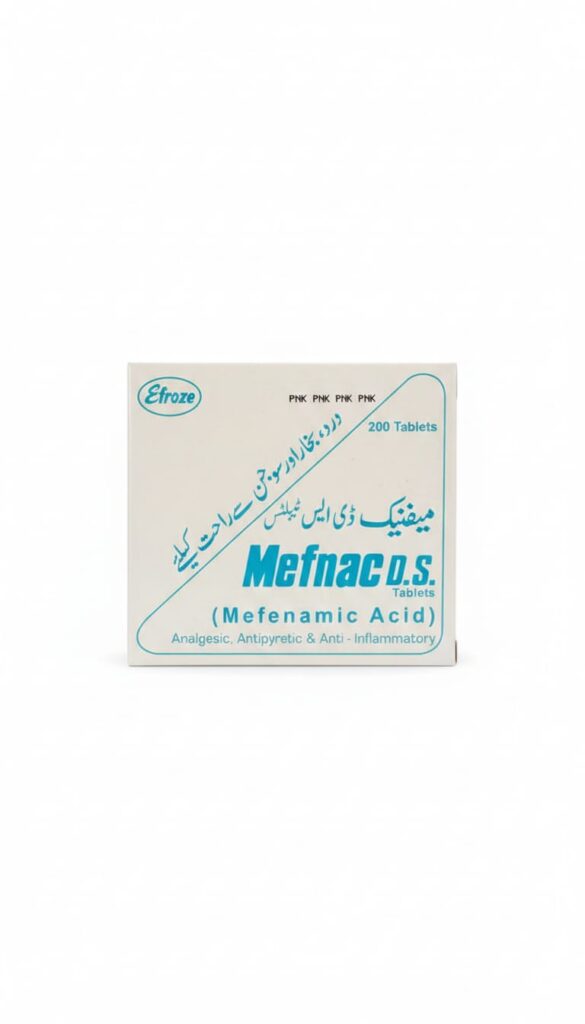 Efroze
PNK PNK PNK PNK
200 Tablets
درد، بخار اور سوجن سے راحت کیلئے
میفنیک ڈی ایس ٹیبلٹس
Mefnac D.S.
Tablets
(Mefenamic Acid)
Analgesic, Antipyretic & Anti - Inflammatory